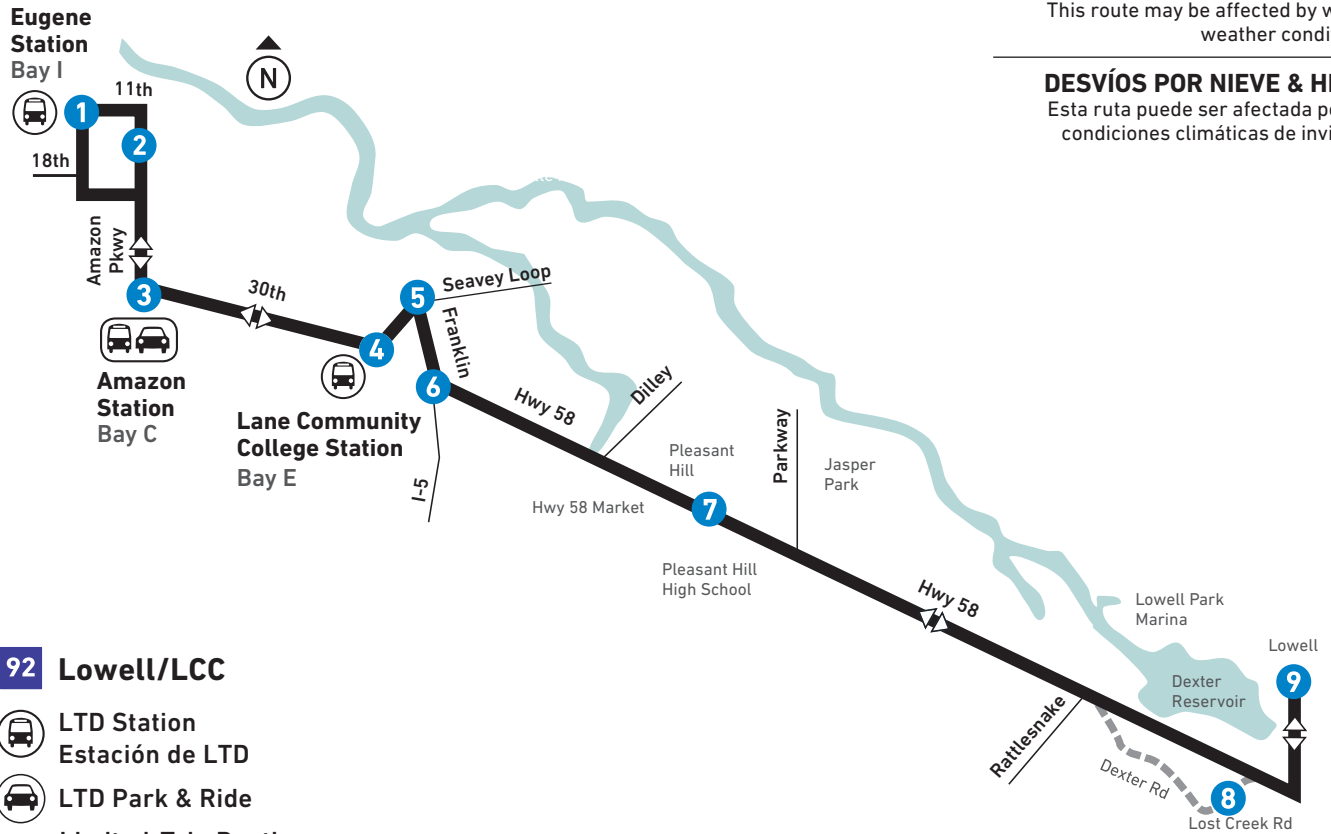 Eugene
Station
Bay I
This route may be affected by
weather
DESVÍOS POR NIEVE &
Esta ruta puede ser afectada
condiciones climáticas de
N
11th
1
2
18th
Amazon
Pkwy
3
30th
Amazon
Station
Bay C
4
5
Seavey Loop
Franklin
6
Lane Community
College Station
Bay E
I-5
Hwy 58
Dilley
Hwy 58 Market
Pleasant
Hill
7
Pleasant Hill
High School
Parkway
Jasper
Park
Hwy 58
Lowell Park
Marina
Lowell
9
Dexter
Reservoir
Rattlesnake
Dexter Rd
8
Lost Creek Rd
92 Lowell/LCC
LTD Station
Estación de LTD
LTD Park & Ride